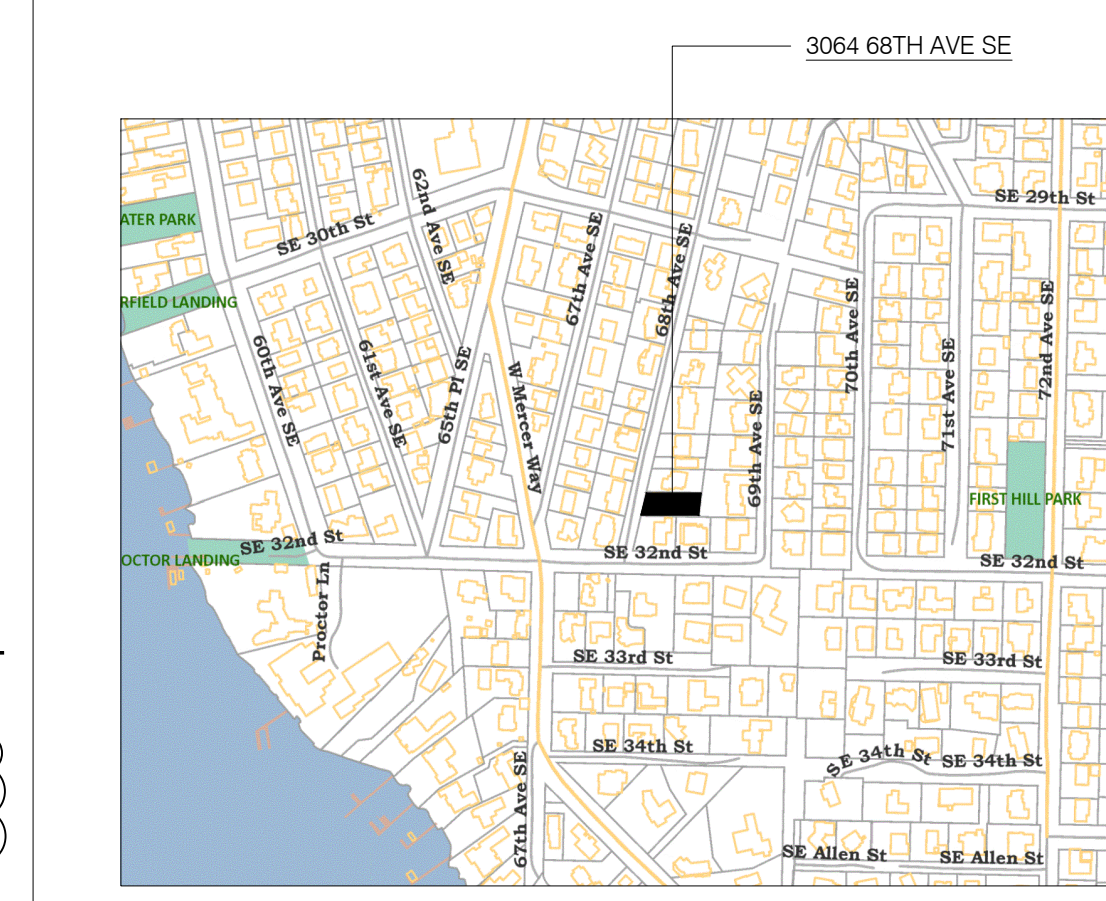 3064 68TH AVE SE
62nd Ave SE
SE 29th St
ATER PARK
SE 30th St
67th Ave SE
68th Ave SE
RFIELD LANDING
60th Ave SE
61st Ave SE
65th Pl SE
W Mercer Way
69th Ave SE
70th Ave SE
71st Ave SE
72nd Ave SE
FIRST HILL PARK
SE 32nd St
SE 32nd St
SE 32nd St
OCTOR LANDING
Proctor Ln
SE 33rd St
SE 33rd St
SE 34th St
SE 34th St
SE 34th St
67th Ave SE
SE Allen St
SE Allen St